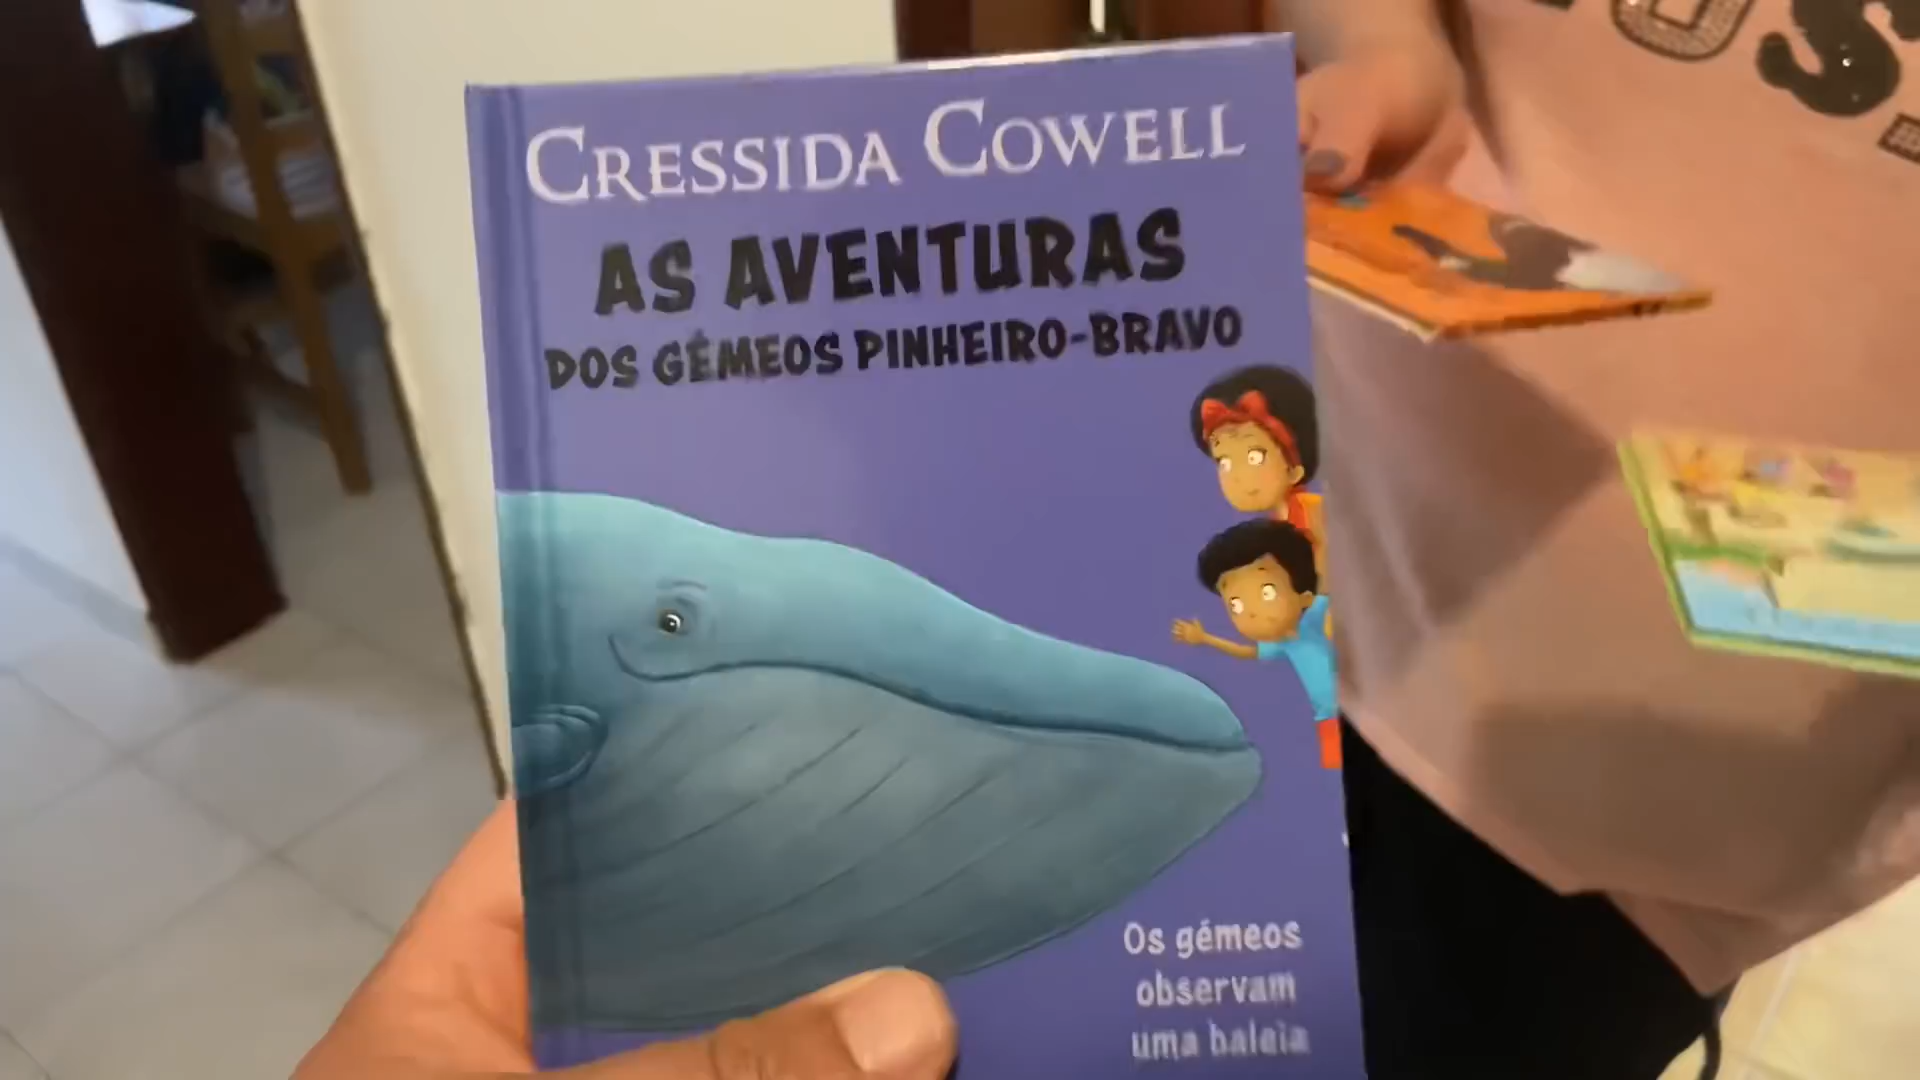 CRESSIDA COWELL
AS AVENTURAS
DOS GÉMEOS PINHEIRO-BRAVO
Os gémeos
observam
uma baleia